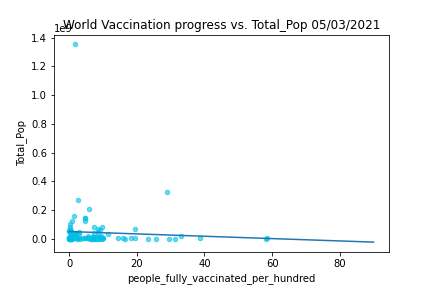 World Vaccination progress vs. Total_Pop 05/03/2021
1e9
1.4
1.2
1.0
0.8
0.6
0.4
0.2
0.0
Total_Pop
0 20 40 60 80
people_fully_vaccinated_per_hundred